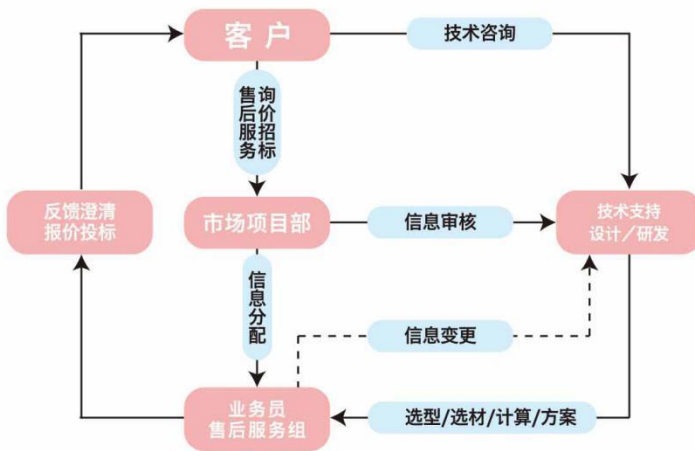 客 户
技术咨询
询价招标
售后服务
反馈澄清
报价投标
市场项目部
信息审核
技术支持
设计／研发
信息分配
信息变更
业务员
售后服务组
选型/选材/计算/方案